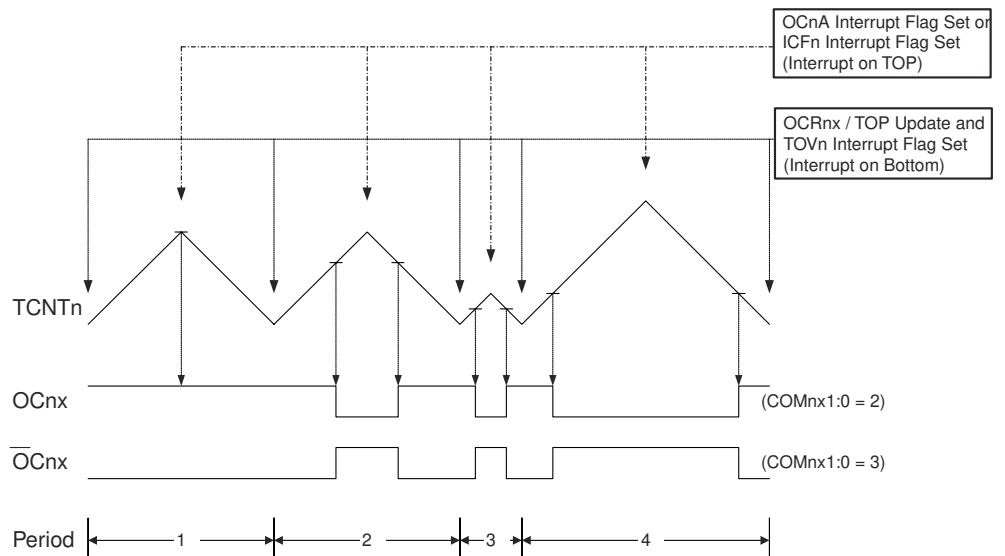 OCnA Interrupt Flag Set or
ICFn Interrupt Flag Set
(Interrupt on TOP)
OCRnx / TOP Update and
TOVn Interrupt Flag Set
(Interrupt on Bottom)
TCNTn
OCnx
(COMnx1:0 = 2)
O̅Cnx
(COMnx1:0 = 3)
Period
1
2
3
4